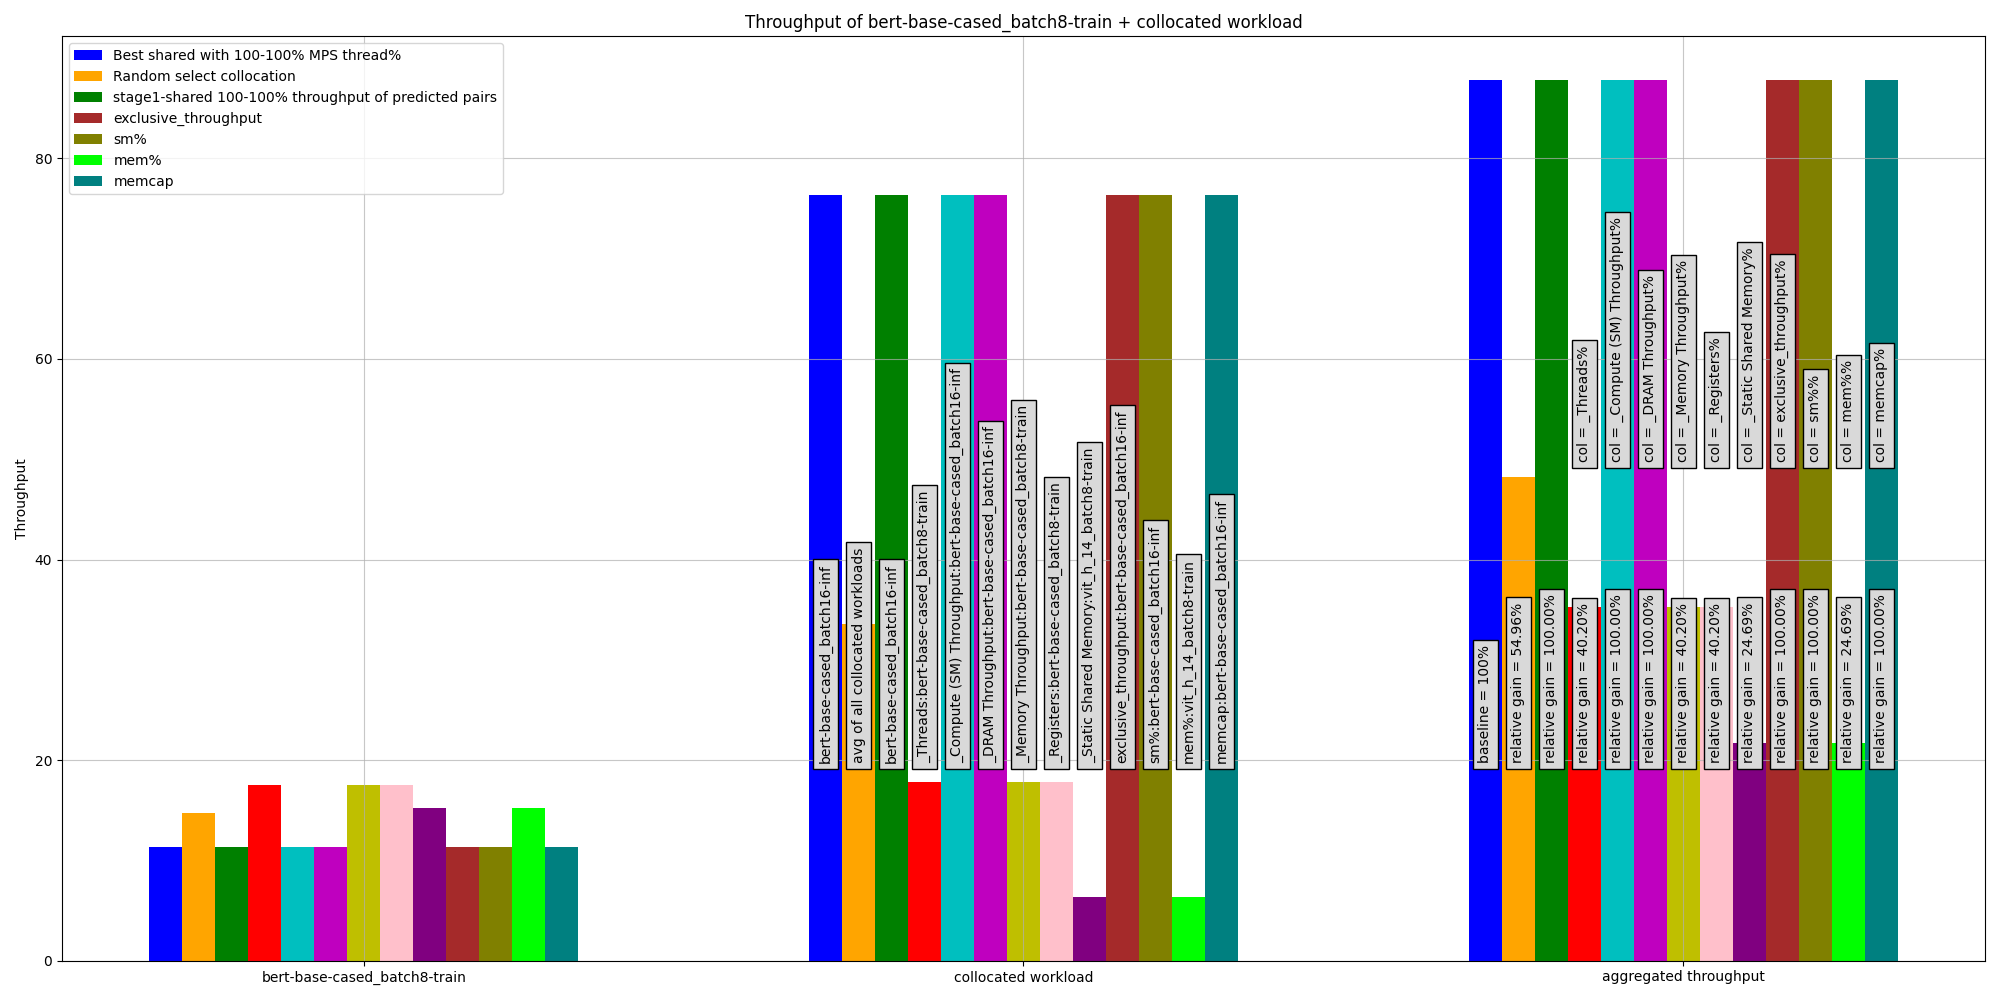 Throughput of bert-base-cased_batch8-train + collocated workload
Best shared with 100-100% MPS thread%
Random select collocation
stage1-shared 100-100% throughput of predicted pairs
exclusive_throughput
sm%
mem%
memcap
Throughput
80
60
40
20
0
bert-base-cased_batch16-inf
avg of all collocated workloads
bert-base-cased_batch16-inf
_Threads:bert-base-cased_batch8-train
_Compute (SM) Throughput:bert-base-cased_batch16-inf
_DRAM Throughput:bert-base-cased_batch16-inf
_Memory Throughput:bert-base-cased_batch8-train
_Registers:bert-base-cased_batch8-train
_Static Shared Memory:vit_h_14_batch8-train
exclusive_throughput:bert-base-cased_batch16-inf
sm%:bert-base-cased_batch16-inf
mem%:vit_h_14_batch8-train
memcap:bert-base-cased_batch16-inf
col = _Threads%
col = _Compute (SM) Throughput%
col = _DRAM Throughput%
col = _Memory Throughput%
col = _Registers%
col = _Static Shared Memory%
col = exclusive_throughput%
col = sm%%
col = mem%%
col = memcap%
baseline = 100%
relative gain = 54.96%
relative gain = 100.00%
relative gain = 40.20%
relative gain = 100.00%
relative gain = 100.00%
relative gain = 40.20%
relative gain = 40.20%
relative gain = 24.69%
relative gain = 100.00%
relative gain = 100.00%
relative gain = 24.69%
relative gain = 100.00%
bert-base-cased_batch8-train
collocated workload
aggregated throughput